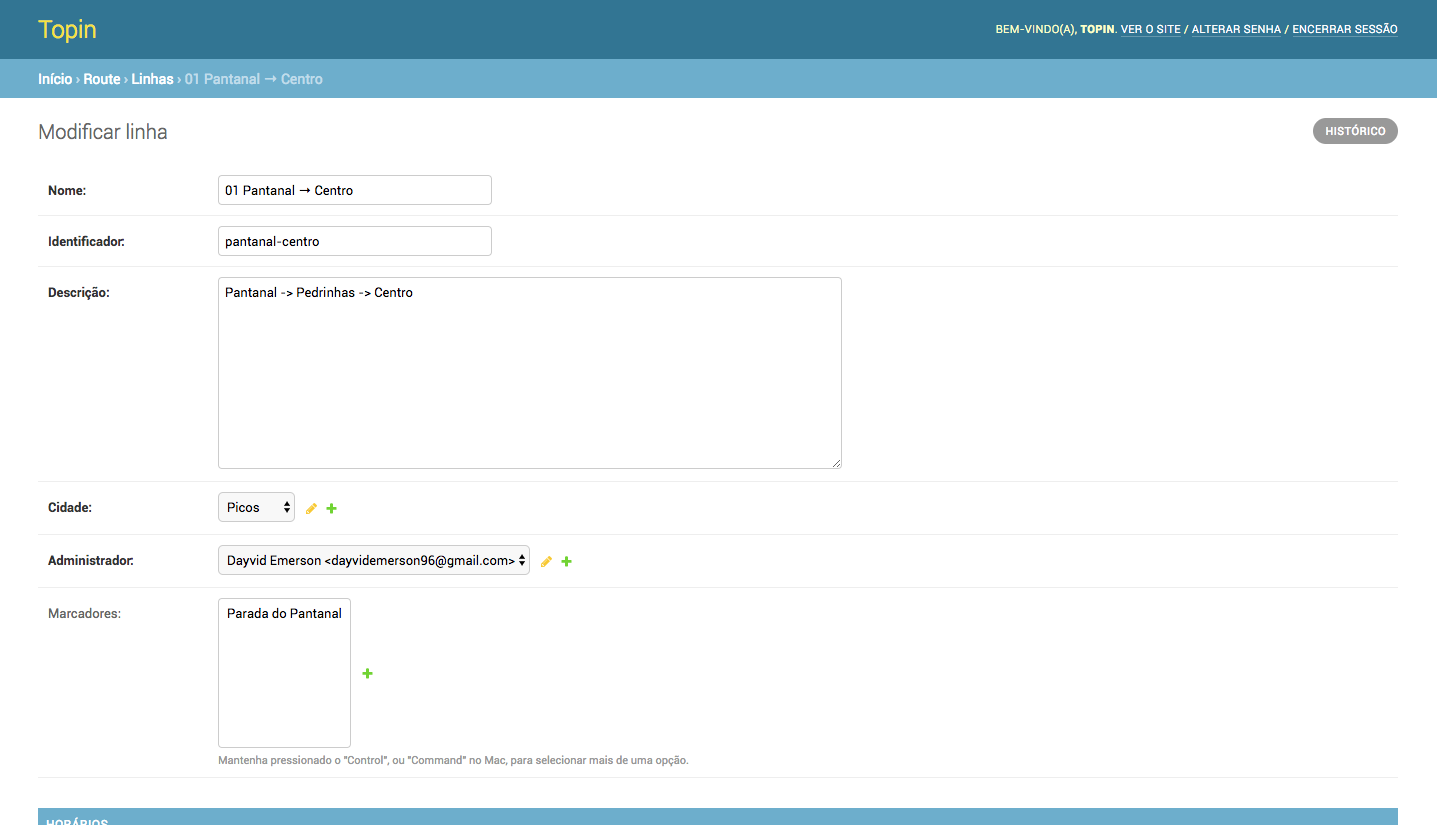 Topin
BEM-VINDO(A), TOPIN. VER O SITE / ALTERAR SENHA / ENCERRAR SESSÃO
Início › Route › Linhas › 01 Pantanal → Centro
Modificar linha
HISTÓRICO
Nome:
01 Pantanal → Centro
Identificador:
pantanal-centro
Descrição:
Pantanal -> Pedrinhas -> Centro
Cidade:
Picos
Administrador:
Dayvid Emerson <dayvidemerson96@gmail.com>
Marcadores:
Parada do Pantanal
Mantenha pressionado o "Control", ou "Command" no Mac, para selecionar mais de uma opção.
HORÁRIOS